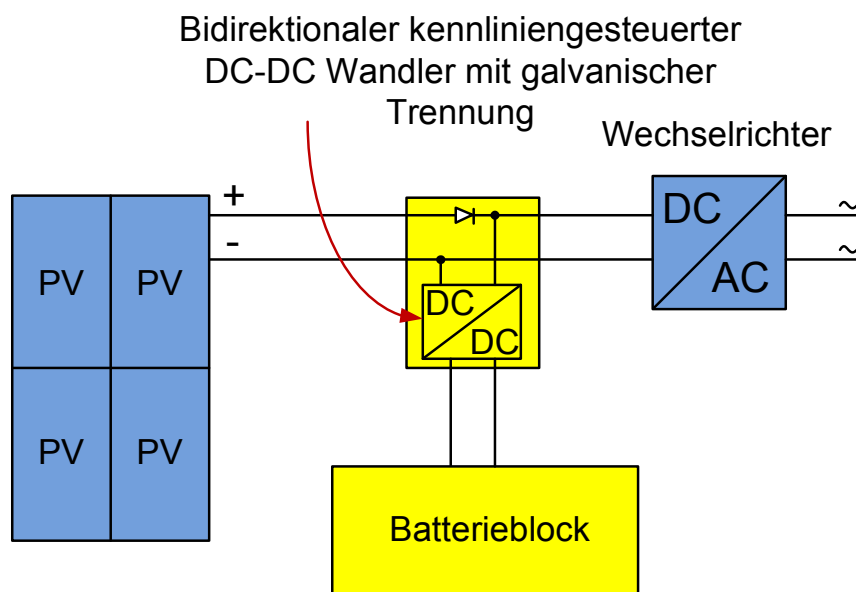 Bidirektionaler kennliniengesteuerter
DC-DC Wandler mit galvanischer
Trennung
Wechselrichter
+
-
PV PV
PV PV
DC
AC
~
~
DC
DC
Batterieblock